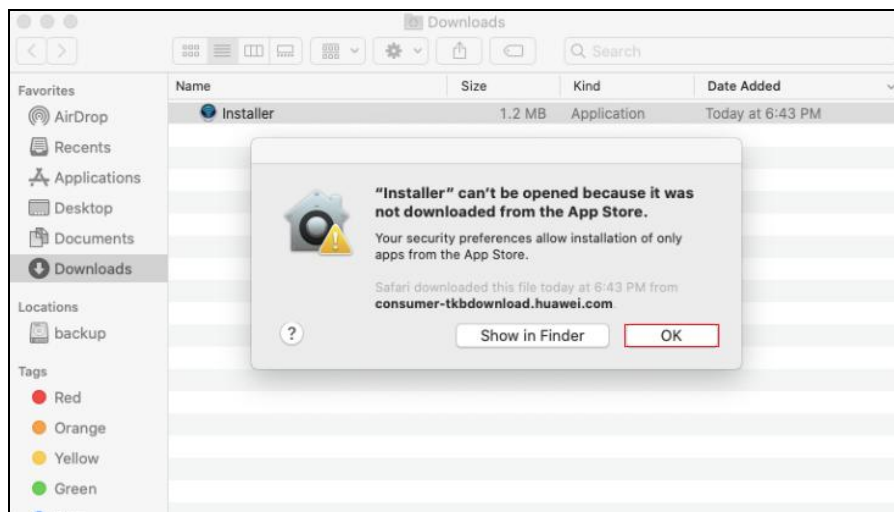 Downloads
Search
Favorites
AirDrop
Recents
Applications
Desktop
Documents
Downloads
Locations
backup
Tags
Red
Orange
Yellow
Green
Name Size Kind Date Added
Installer 1.2 MB Application Today at 6:43 PM
“Installer” can’t be opened because it was
not downloaded from the App Store.
Your security preferences allow installation of only
apps from the App Store.
Safari downloaded this file today at 6:43 PM from
consumer-tkbdownload.huawei.com.
?
Show in Finder
OK